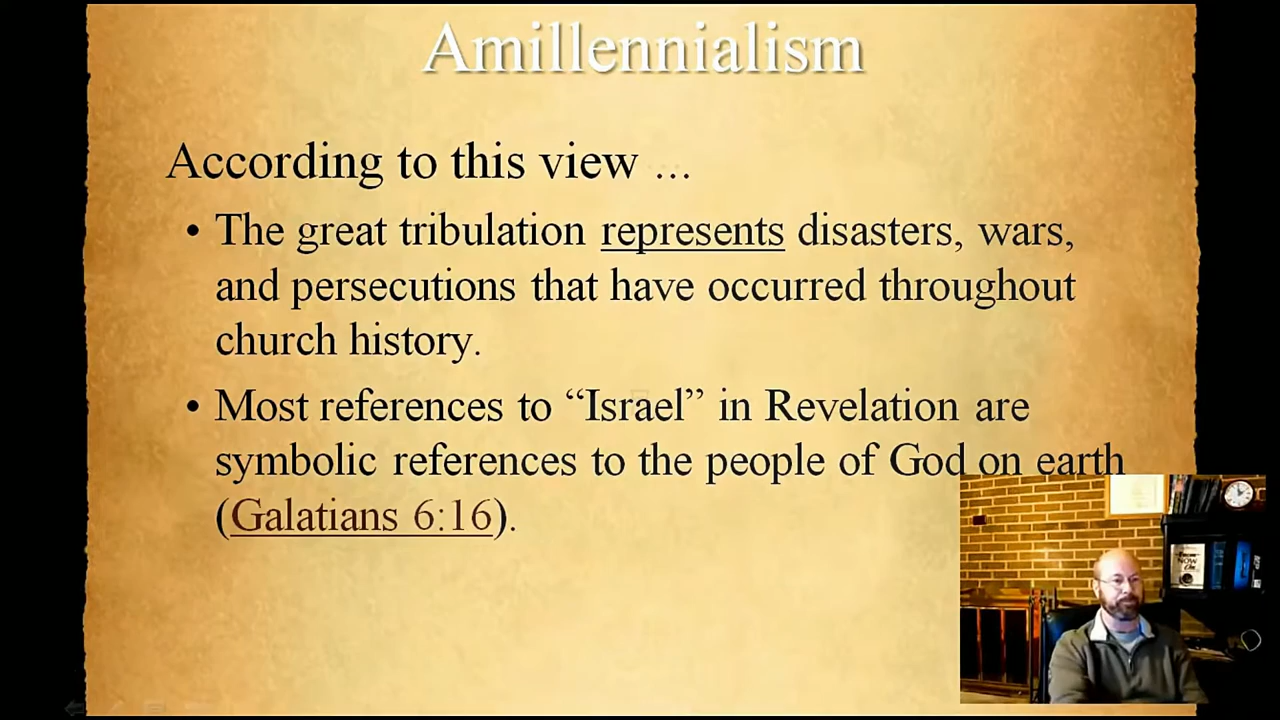 Amillennialism
According to this view ...
• The great tribulation represents disasters, wars,
and persecutions that have occurred throughout
church history.
• Most references to “Israel” in Revelation are
symbolic references to the people of God on earth
(Galatians 6:16).
NOW